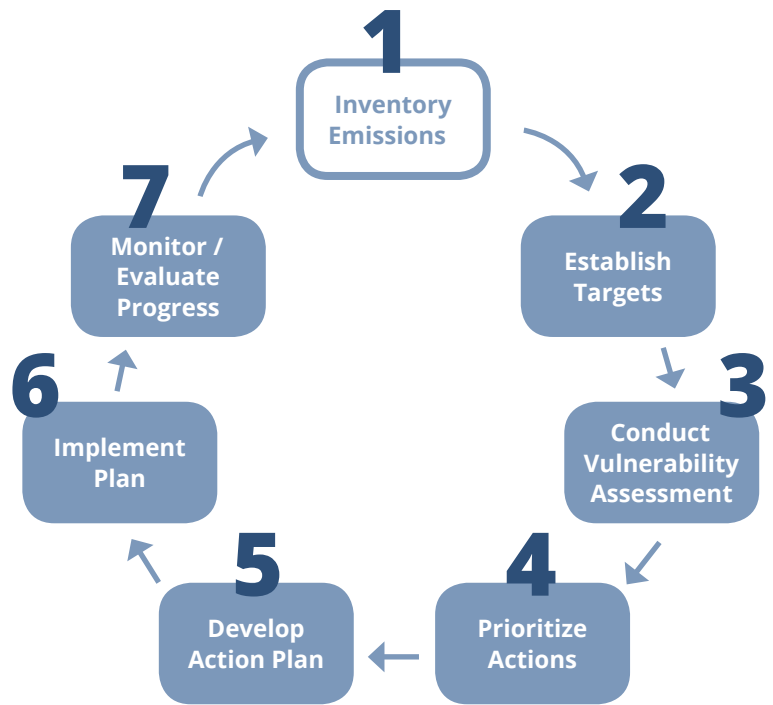 1
Inventory
Emissions
2
Establish
Targets
3
Conduct
Vulnerability
Assessment
4
Prioritize
Actions
5
Develop
Action Plan
6
Implement
Plan
7
Monitor /
Evaluate
Progress